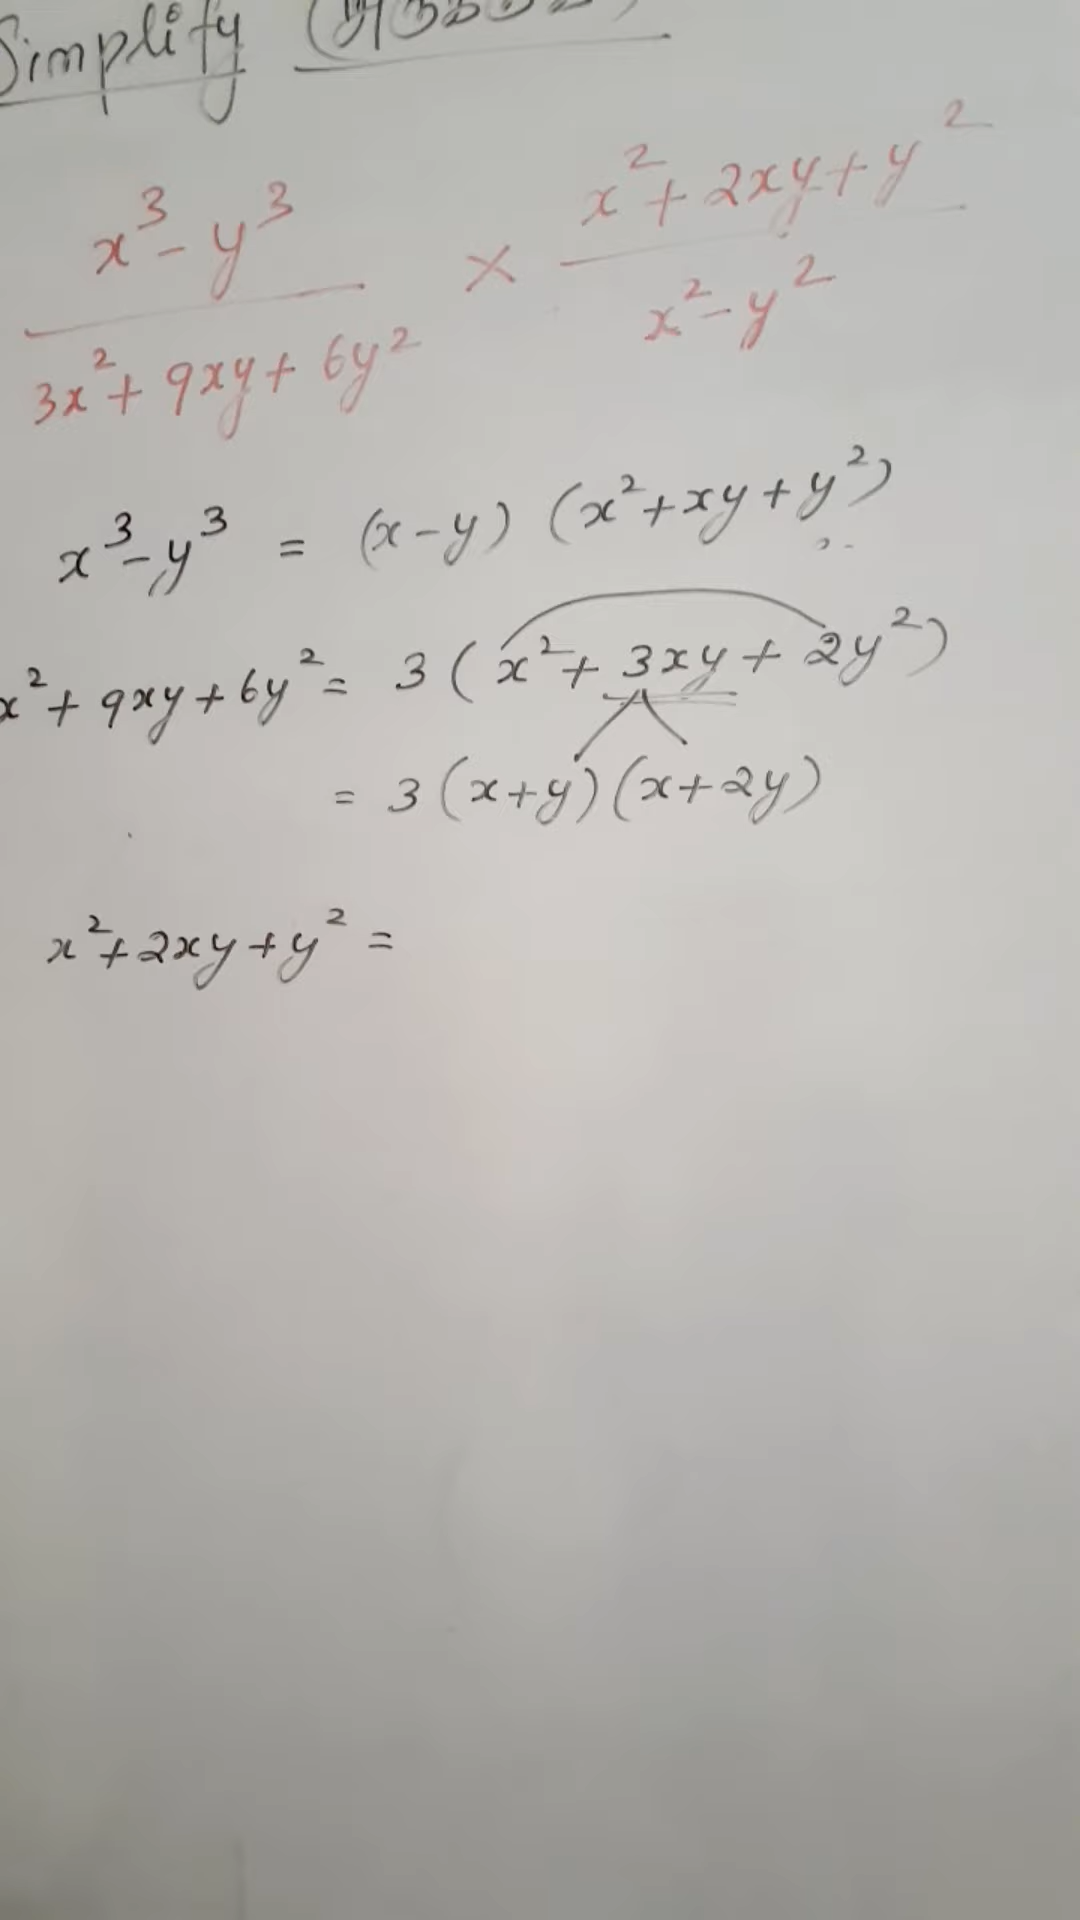 Simplify
x³ - y³ / 3x² + 9xy + 6y² × x² + 2xy + y² / x² - y²
x³ - y³ = (x - y) (x² + xy + y²)
x² + 9xy + 6y² = 3 (x² + 3xy + 2y²)
= 3 (x + y) (x + 2y)
x² + 2xy + y² =